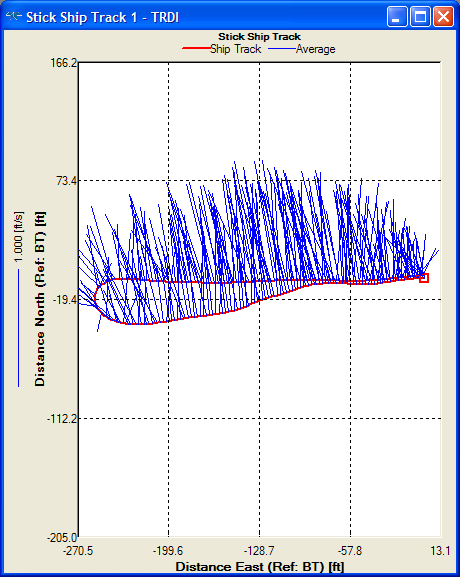 Stick Ship Track 1 - TRDI
Stick Ship Track
Ship Track Average
166.2
73.4
-19.4
-112.2
-205.0
1.000 [ft/s]
Distance North (Ref: BT) [ft]
-270.5 -199.6 -128.7 -57.8 13.1
Distance East (Ref: BT) [ft]